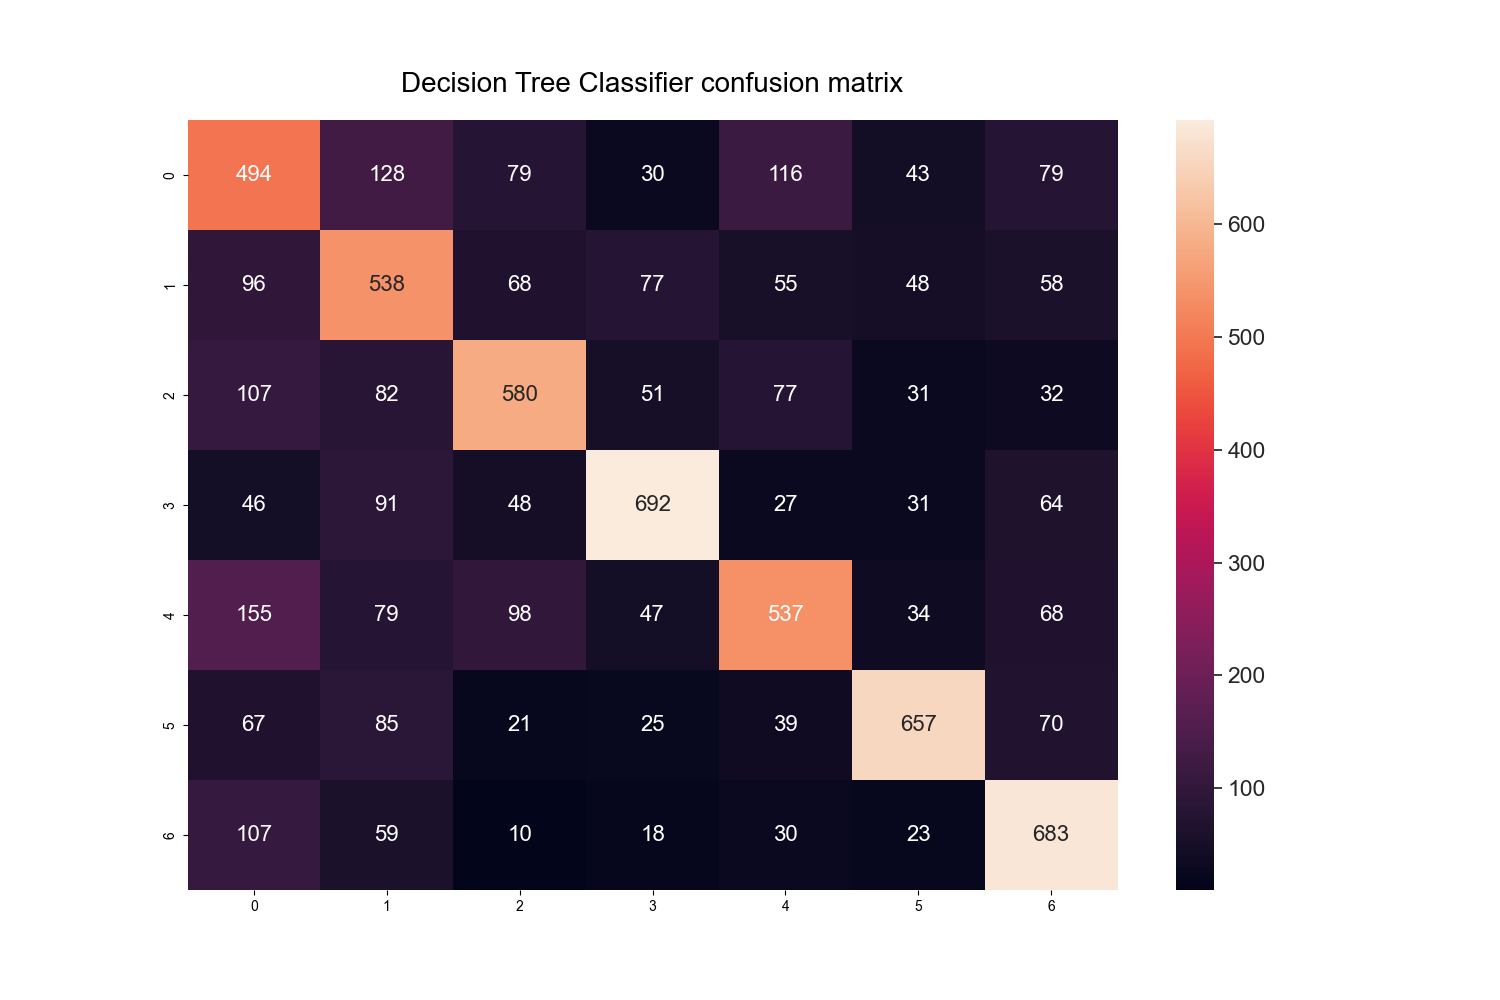 Decision Tree Classifier confusion matrix
0 494 128 79 30 116 43 79
1 96 538 68 77 55 48 58
2 107 82 580 51 77 31 32
3 46 91 48 692 27 31 64
4 155 79 98 47 537 34 68
5 67 85 21 25 39 657 70
6 107 59 10 18 30 23 683
0 1 2 3 4 5 6
600
500
400
300
200
100